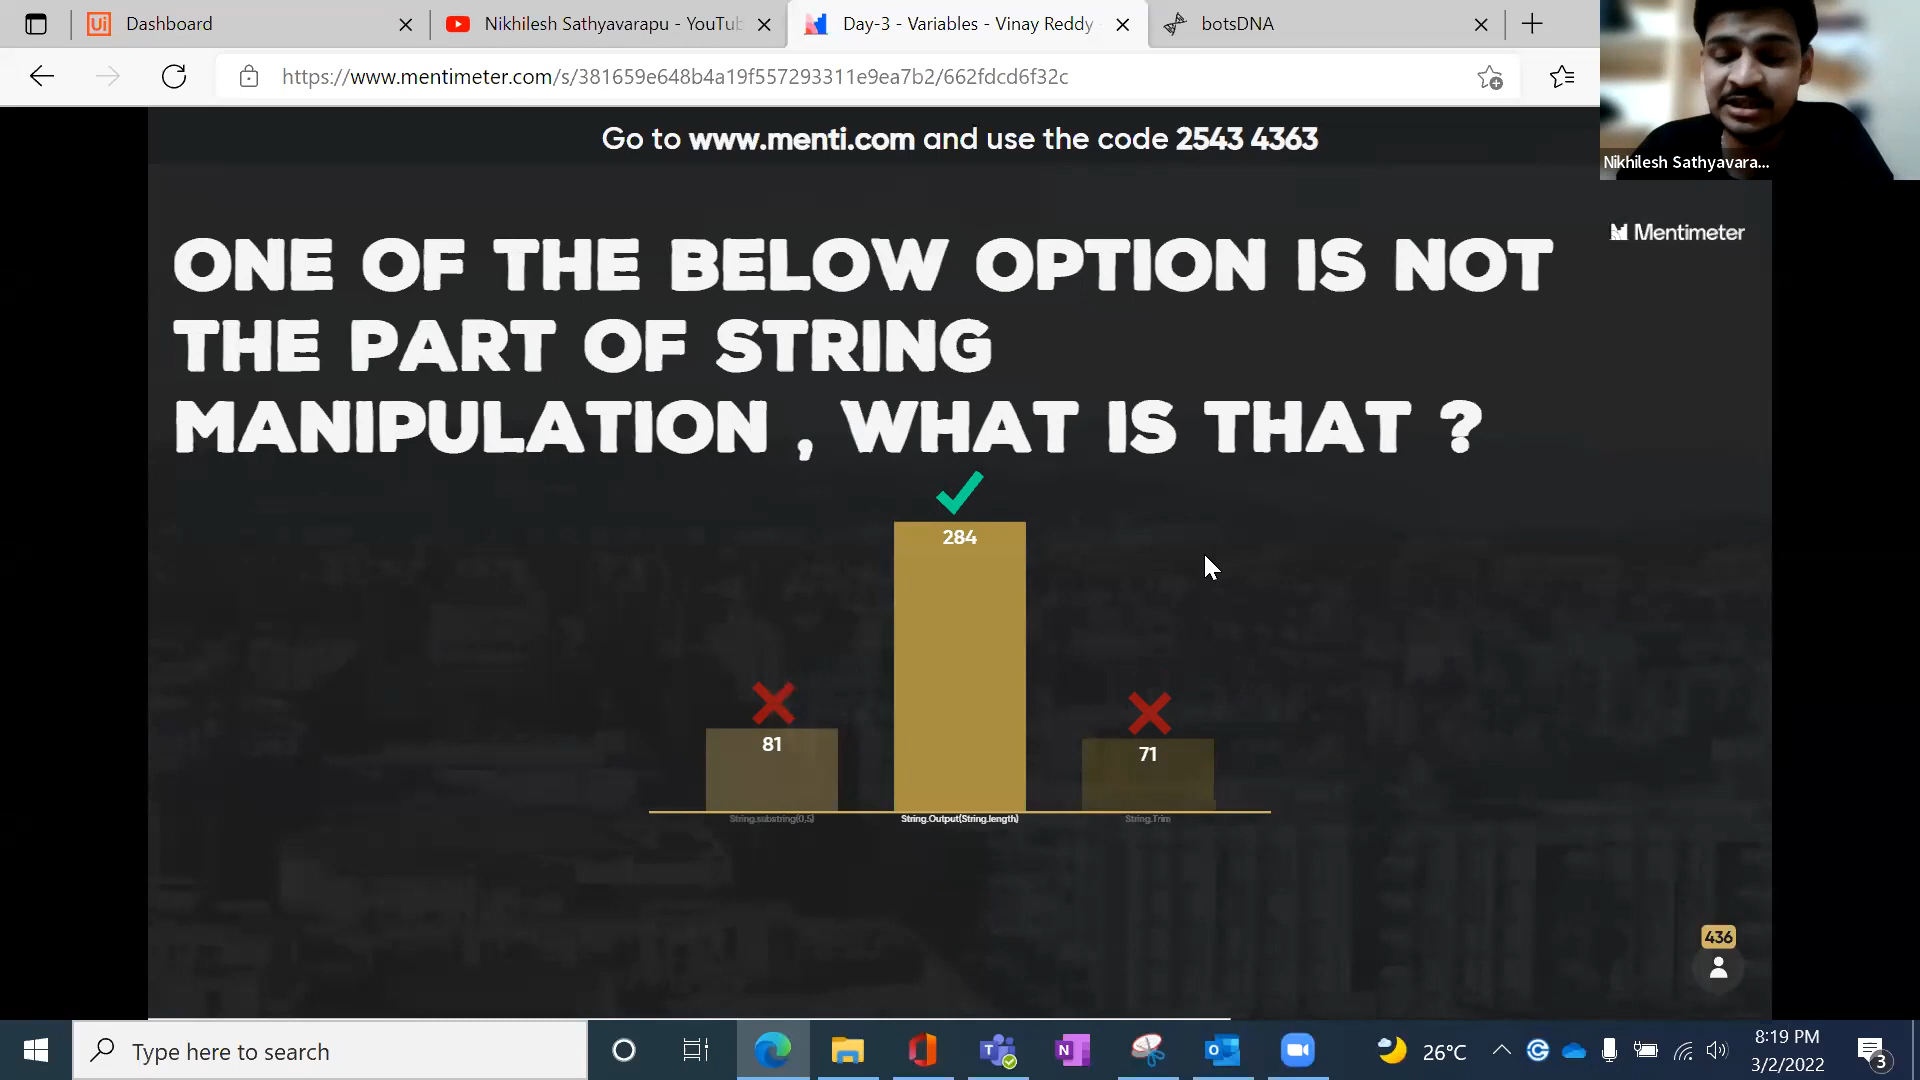 Dashboard
Nikhilesh Sathyavarapu - YouTub
Day-3 - Variables - Vinay Reddy
botsDNA
https://www.mentimeter.com/s/381659e648b4a19f557293311e9ea7b2/662fdcd6f32c
Nikhilesh Sathyavara...
Go to www.menti.com and use the code 2543 4363
Mentimeter
ONE OF THE BELOW OPTION IS NOT
THE PART OF STRING
MANIPULATION , WHAT IS THAT ?
284
81
71
String.substring(0,5)
String.Output(String.length)
String.Trim
436
Type here to search
26°C
8:19 PM
3/2/2022
3